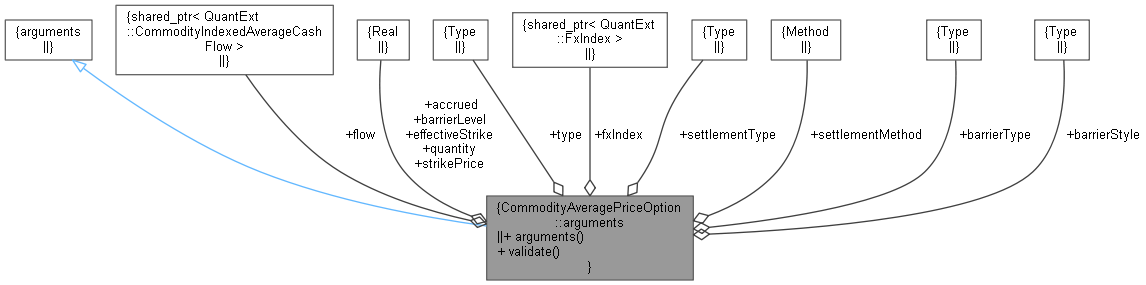 {arguments
||}
{shared_ptr< QuantExt
::CommodityIndexedAverageCash
Flow >
||}
{Real
||}
{Type
||}
{shared_ptr< QuantExt
::FxIndex >
||}
{Type
||}
{Method
||}
{Type
||}
{Type
||}
+flow
+accrued
+barrierLevel
+effectiveStrike
+quantity
+strikePrice
+type
+fxIndex
+settlementType
+settlementMethod
+barrierType
+barrierStyle
{CommodityAveragePriceOption
::arguments
||+ arguments()
+ validate()
}